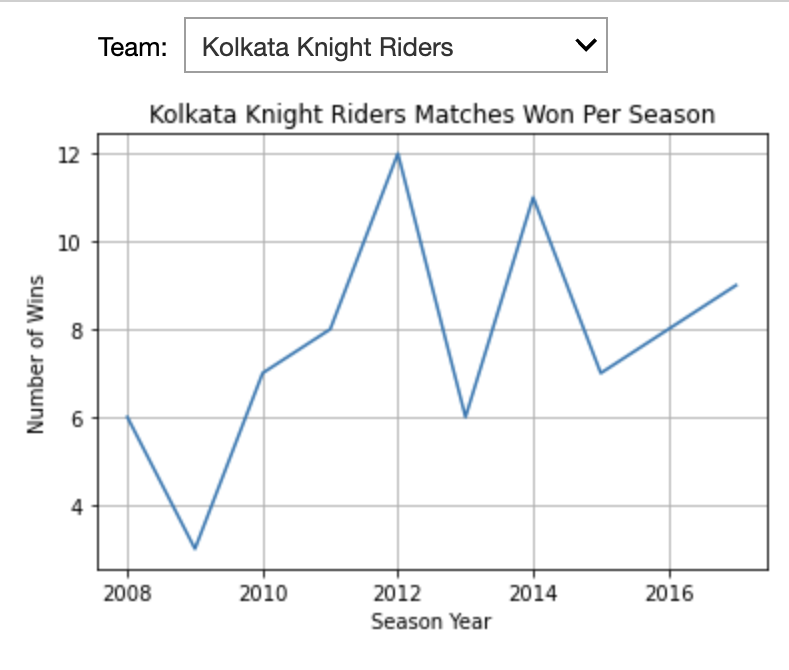 Team: Kolkata Knight Riders
Kolkata Knight Riders Matches Won Per Season
12
10
8
6
4
Number of Wins
2008 2010 2012 2014 2016
Season Year